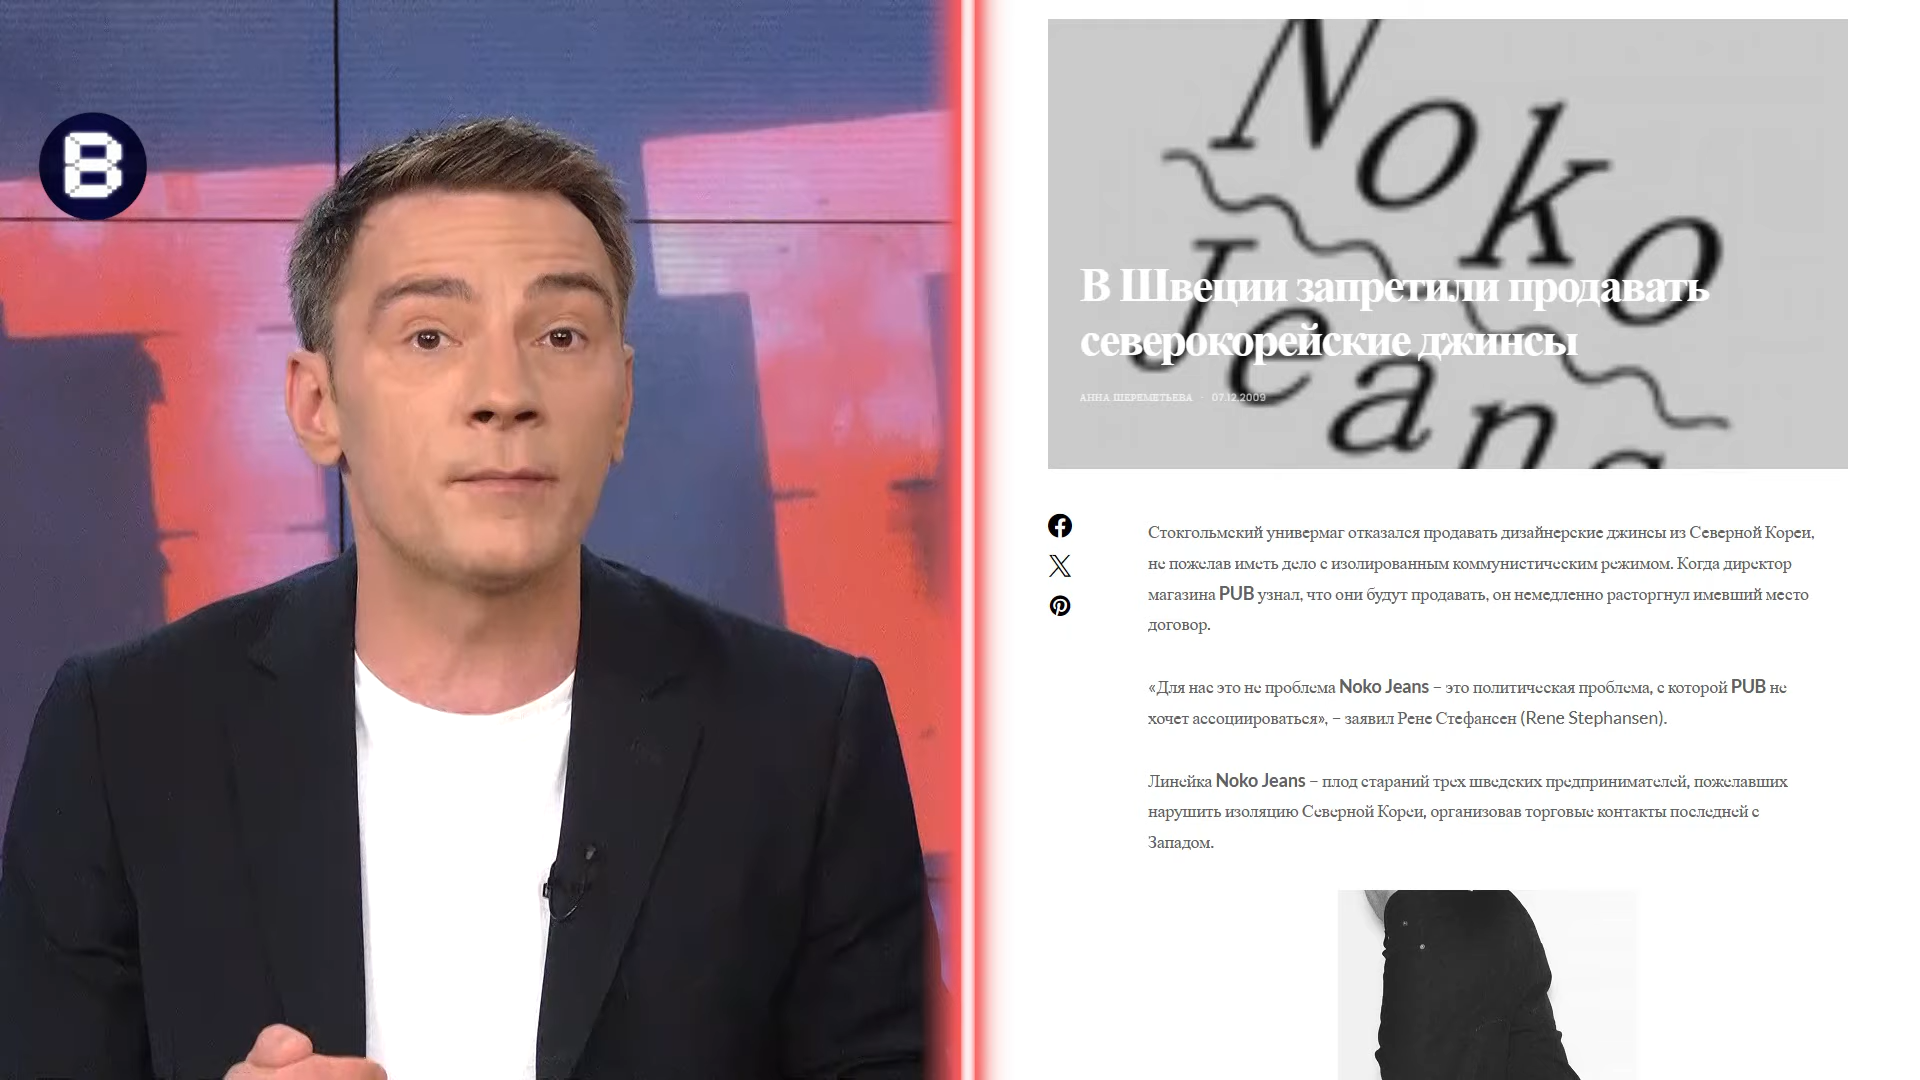 B
Noko
Jeans
В Швеции запретили продавать
северокорейские джинсы
АННА ШЕРЕМЕТЬЕВА · 07.12.2009
Стокгольмский универмаг отказался продавать дизайнерские джинсы из Северной Кореи,
не пожелав иметь дело с изолированным коммунистическим режимом. Когда директор
магазина PUB узнал, что они будут продавать, он немедленно расторгнул имевший место
договор.
«Для нас это не проблема Noko Jeans – это политическая проблема, с которой PUB не
хочет ассоциироваться», – заявил Рене Стефансен (Rene Stephansen).
Линейка Noko Jeans – плод стараний трех шведских предпринимателей, пожелавших
нарушить изоляцию Северной Кореи, организовав торговые контакты последней с
Западом.